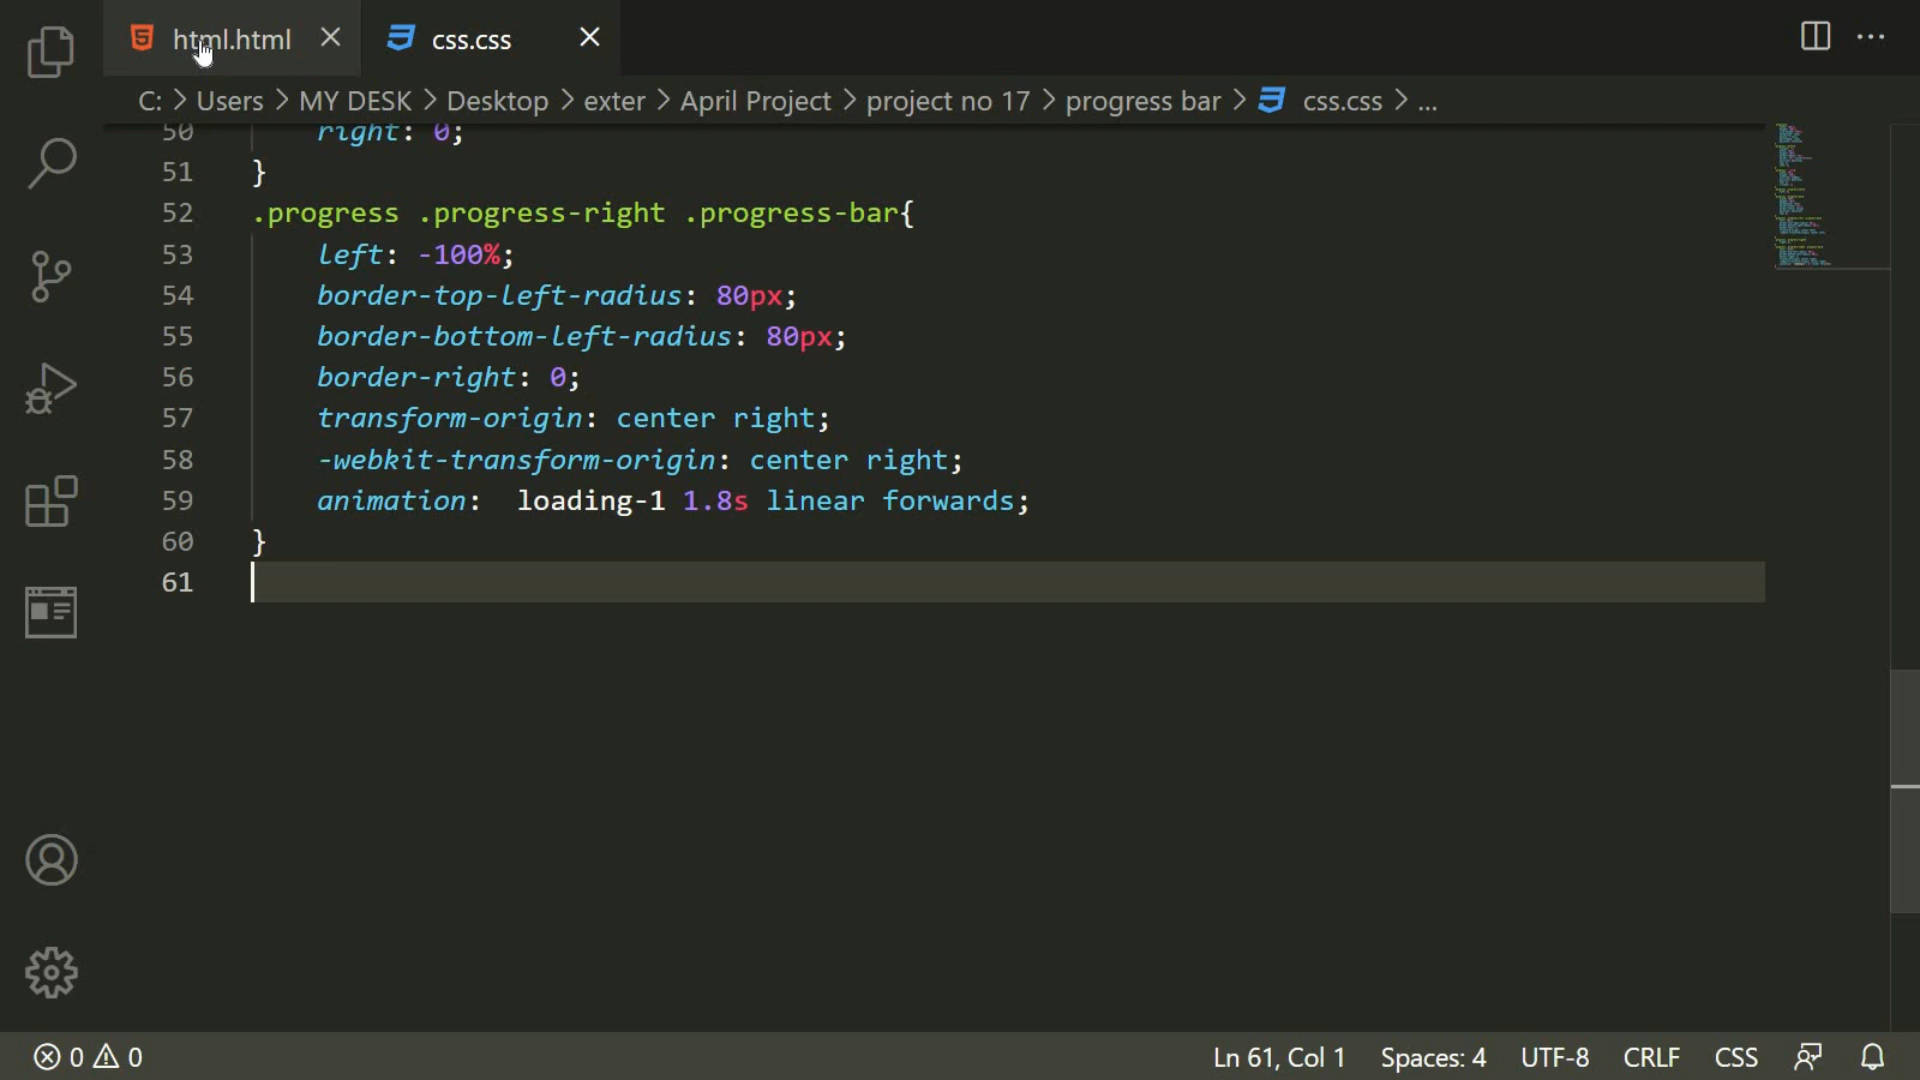 html.html css.css
C: > Users > MY DESK > Desktop > exter > April Project > project no 17 > progress bar > css.css > ...
50 right: 0;
51 }
52 .progress .progress-right .progress-bar{
53 left: -100%;
54 border-top-left-radius: 80px;
55 border-bottom-left-radius: 80px;
56 border-right: 0;
57 transform-origin: center right;
58 -webkit-transform-origin: center right;
59 animation:  loading-1 1.8s linear forwards;
60 }
61
0 0 Ln 61, Col 1 Spaces: 4 UTF-8 CRLF CSS